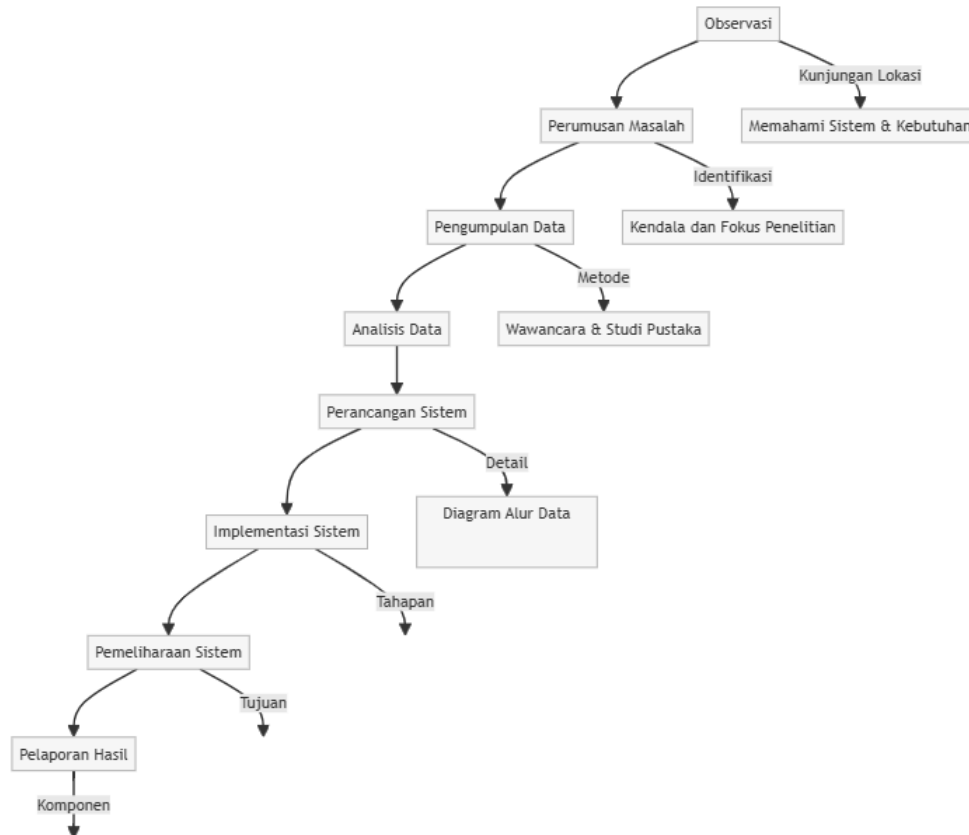 Observasi
Kunjungan Lokasi
Perumusan Masalah
Memahami Sistem & Kebutuhan
Identifikasi
Pengumpulan Data
Kendala dan Fokus Penelitian
Metode
Analisis Data
Wawancara & Studi Pustaka
Perancangan Sistem
Detail
Diagram Alur Data
Implementasi Sistem
Tahapan
Pemeliharaan Sistem
Tujuan
Pelaporan Hasil
Komponen